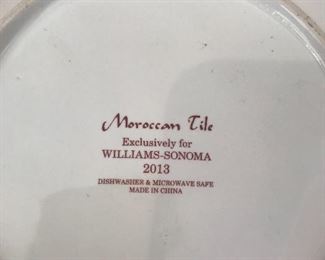 Moroccan Tile
Exclusively for
WILLIAMS-SONOMA
2013
DISHWASHER & MICROWAVE SAFE
MADE IN CHINA